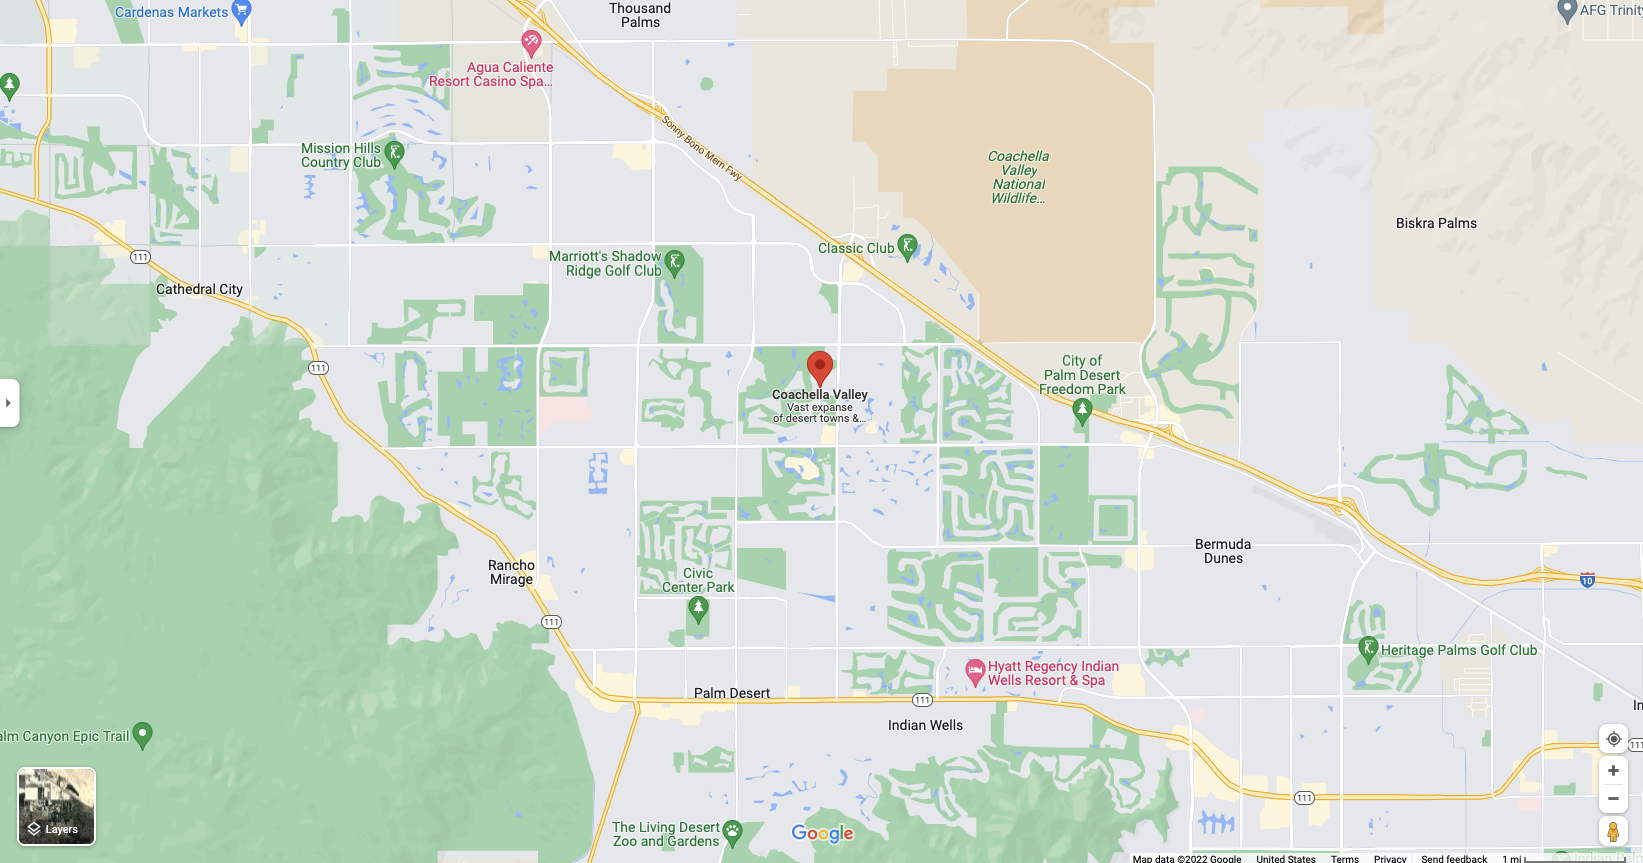 Thousand
Palms
Cardenas Markets
AFG Trinit
Agua Caliente
Resort Casino Spa...
Sonny Bono Mem Fwy
Mission Hills
Country Club
Coachella
Valley
National
Wildlife...
Biskra Palms
Classic Club
Marriott's Shadow
Ridge Golf Club
111
Cathedral City
111
City of
Palm Desert
Freedom Park
Coachella Valley
Vast expanse
of desert towns &...
Bermuda
Dunes
Rancho
Mirage
Civic
Center Park
10
111
Heritage Palms Golf Club
Hyatt Regency Indian
Wells Resort & Spa
Palm Desert
111
In
Indian Wells
alm Canyon Epic Trail
111
111
Layers
The Living Desert
Zoo and Gardens
Google
Map data ©2022 Google United States Terms Privacy Send feedback 1 mi